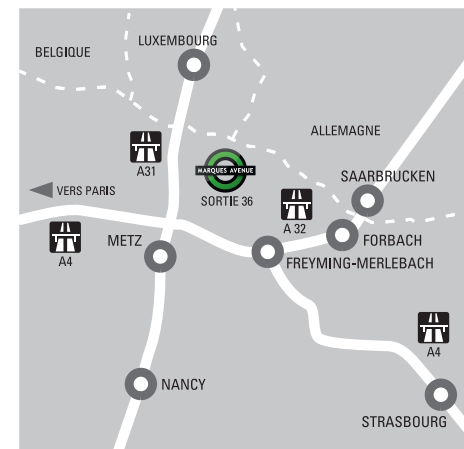 LUXEMBOURG
BELGIQUE
ALLEMAGNE
A31
MARQUES AVENUE
SAARBRUCKEN
VERS PARIS
SORTIE 36
A 32
METZ
FORBACH
A4
FREYMING-MERLEBACH
A4
NANCY
STRASBOURG